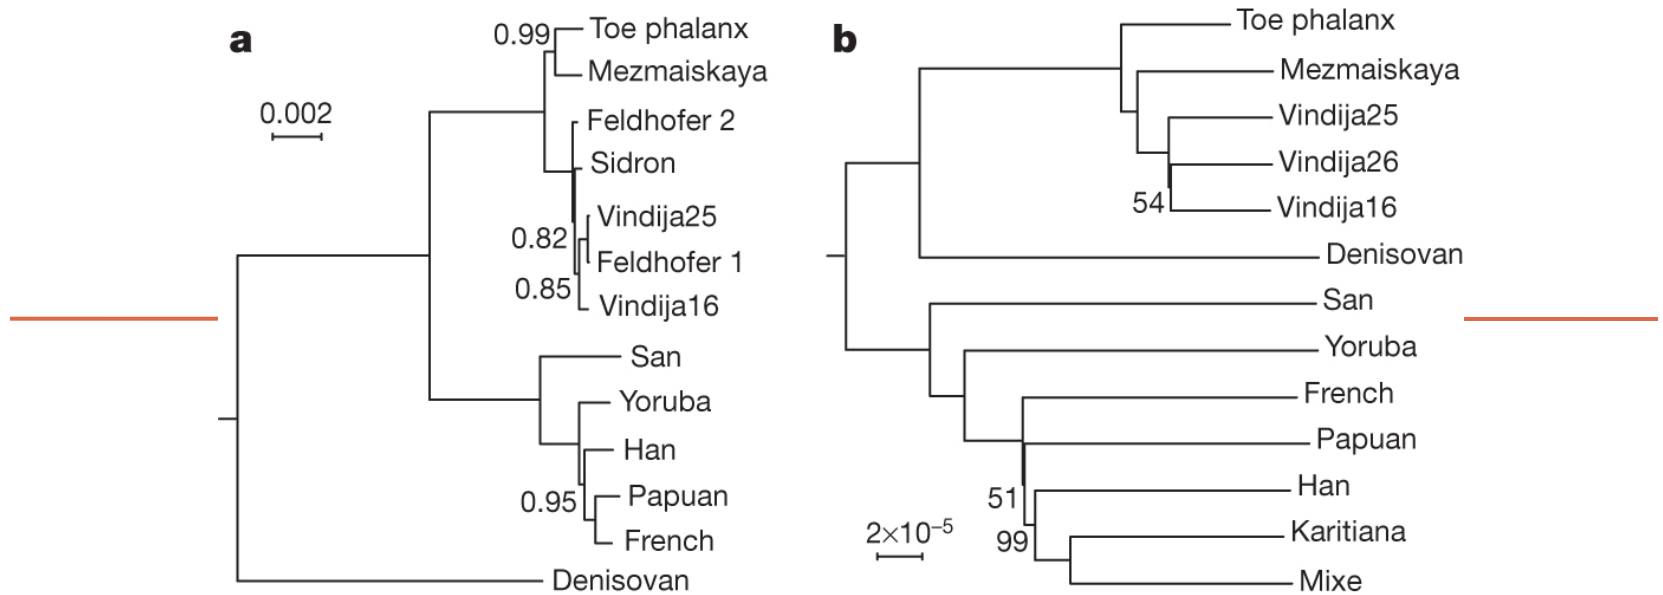 a
0.99
Toe phalanx
Mezmaiskaya
0.002
Feldhofer 2
Sidron
Vindija25
0.82
Feldhofer 1
0.85
Vindija16
San
Yoruba
Han
0.95
Papuan
French
Denisovan
b
Toe phalanx
Mezmaiskaya
Vindija25
Vindija26
54
Vindija16
Denisovan
San
Yoruba
French
Papuan
51
Han
2×10⁻⁵
99
Karitiana
Mixe